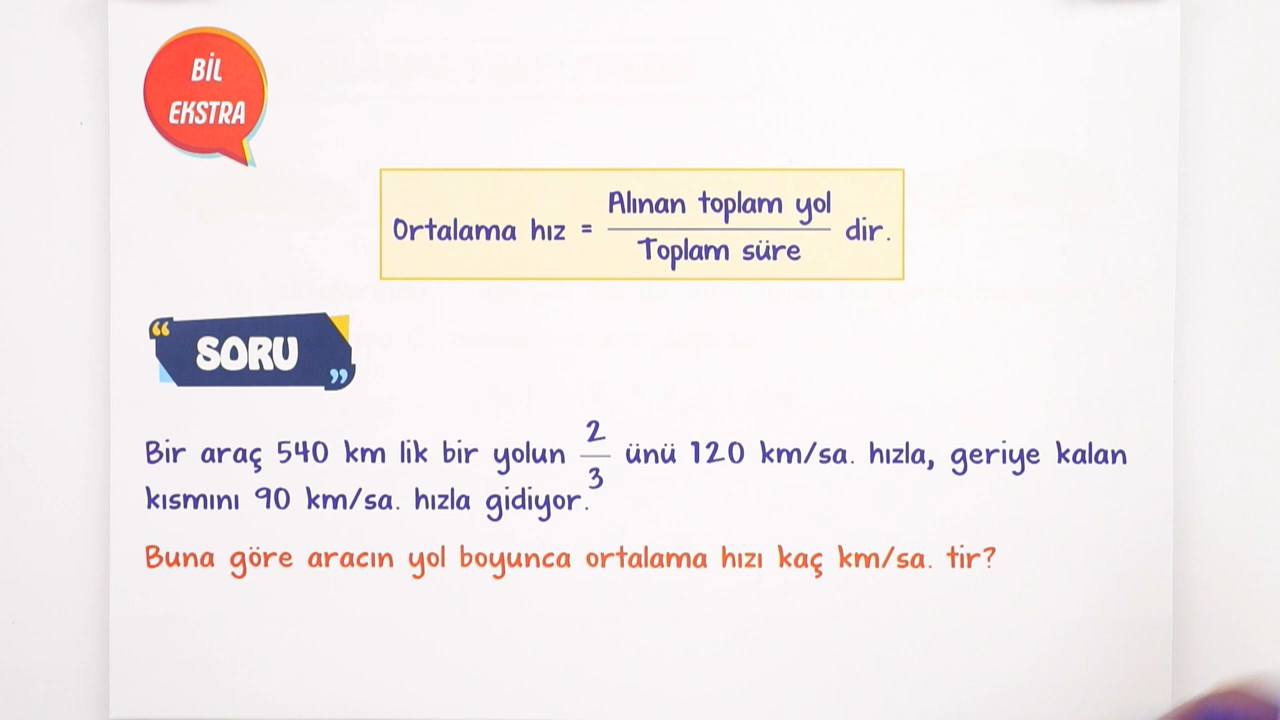 BİL
EKSTRA
Ortalama hız = Alınan toplam yol / Toplam süre dir.
“ SORU ”
Bir araç 540 km lik bir yolun 2/3 ünü 120 km/sa. hızla, geriye kalan
kısmını 90 km/sa. hızla gidiyor.
Buna göre aracın yol boyunca ortalama hızı kaç km/sa. tir?